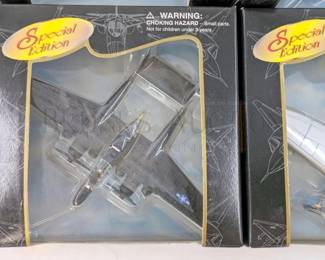 Special
Edition
⚠ WARNING:
CHOKING HAZARD -- Small parts.
Not for children under 3 years.
Special
Edition